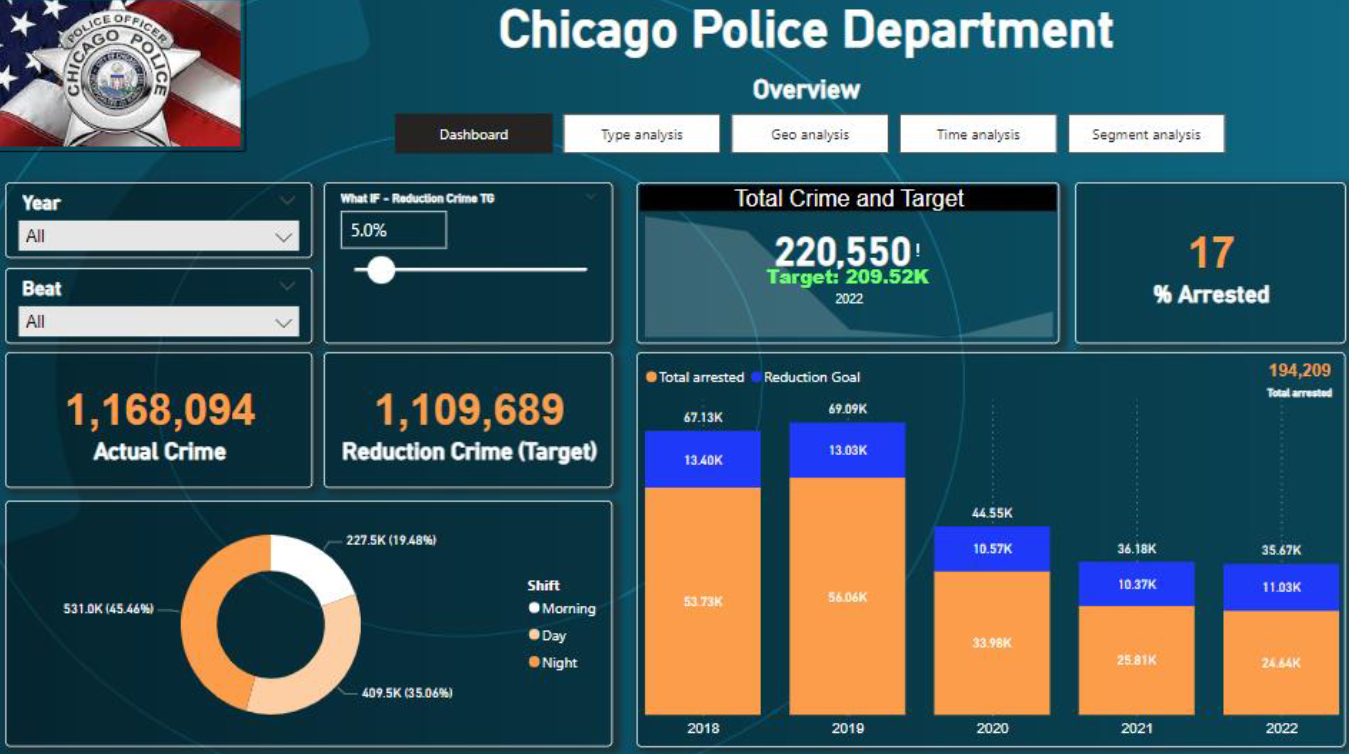 POLICE OFFICER
CHICAGO POLICE
Chicago Police Department
Overview
Dashboard
Type analysis
Geo analysis
Time analysis
Segment analysis
Year
All
Beat
All
What IF - Reduction Crime TG
5.0%
Total Crime and Target
220,550!
Target: 209.52K
2022
17
% Arrested
1,168,094
Actual Crime
1,109,689
Reduction Crime (Target)
227.5K (19.48%)
531.0K (45.46%)
409.5K (35.06%)
Shift
Morning
Day
Night
Total arrested
Reduction Goal
194,209
Total arrested
67.13K
69.09K
44.55K
36.18K
35.67K
13.40K
13.03K
10.57K
10.37K
11.03K
53.73K
56.06K
33.98K
25.81K
24.64K
2018
2019
2020
2021
2022